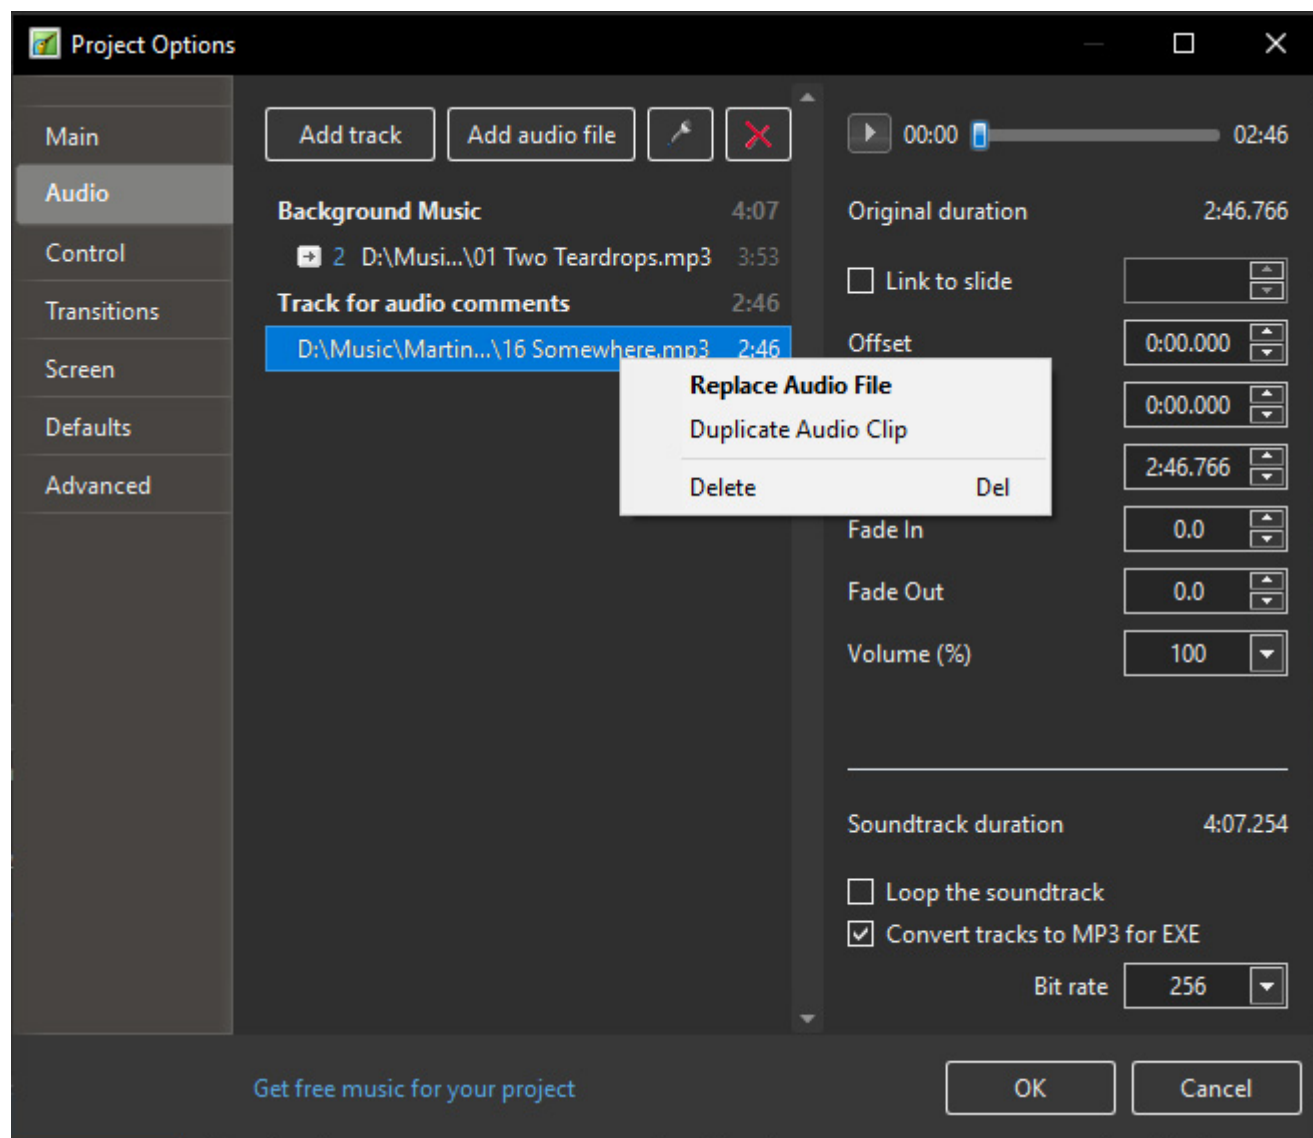 Project Options
Main
Audio
Control
Transitions
Screen
Defaults
Advanced
Add track
Add audio file
Background Music 4:07
2 D:\Musi...\01 Two Teardrops.mp3 3:53
Track for audio comments 2:46
D:\Music\Martin...\16 Somewhere.mp3 2:46
Replace Audio File
Duplicate Audio Clip
Delete Del
00:00 02:46
Original duration 2:46.766
Link to slide
Offset 0:00.000
0:00.000
2:46.766
Fade In 0.0
Fade Out 0.0
Volume (%) 100
Soundtrack duration 4:07.254
Loop the soundtrack
Convert tracks to MP3 for EXE
Bit rate 256
Get free music for your project
OK
Cancel